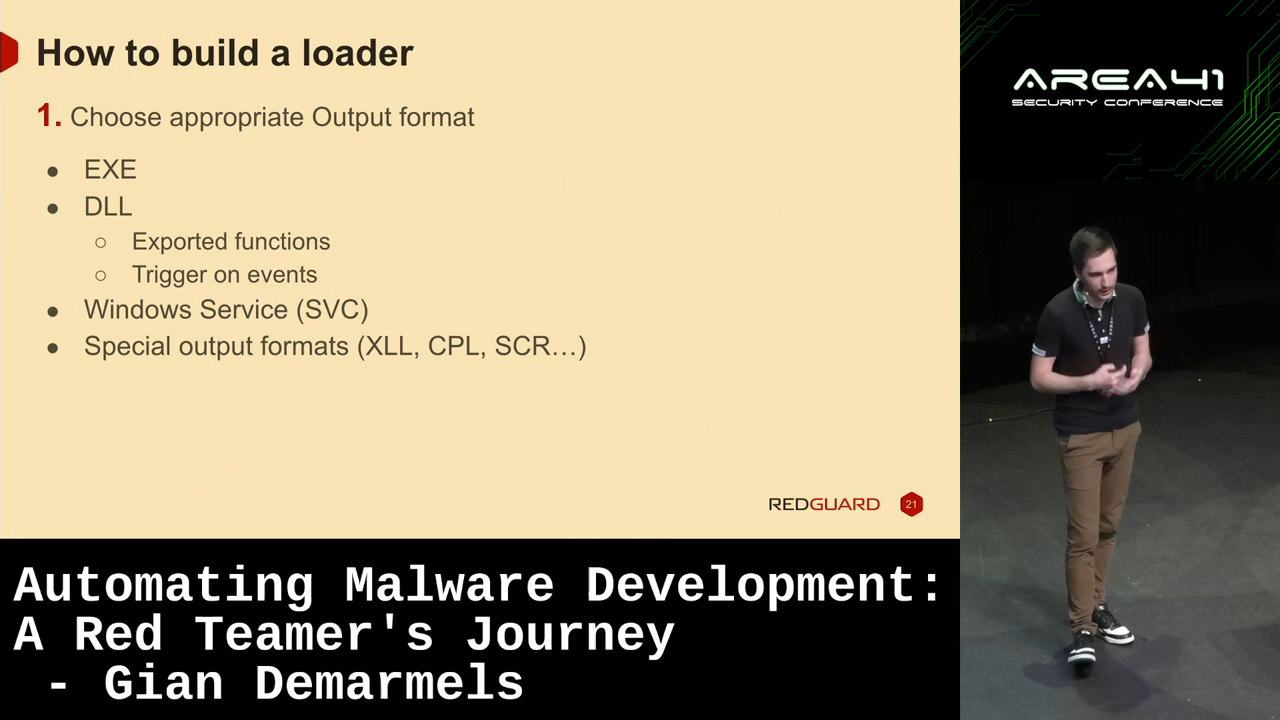 How to build a loader
1. Choose appropriate Output format
● EXE
● DLL
○ Exported functions
○ Trigger on events
● Windows Service (SVC)
● Special output formats (XLL, CPL, SCR…)
REDGUARD 21
Automating Malware Development:
A Red Teamer's Journey
- Gian Demarmels
AREA41
SECURITY CONFERENCE